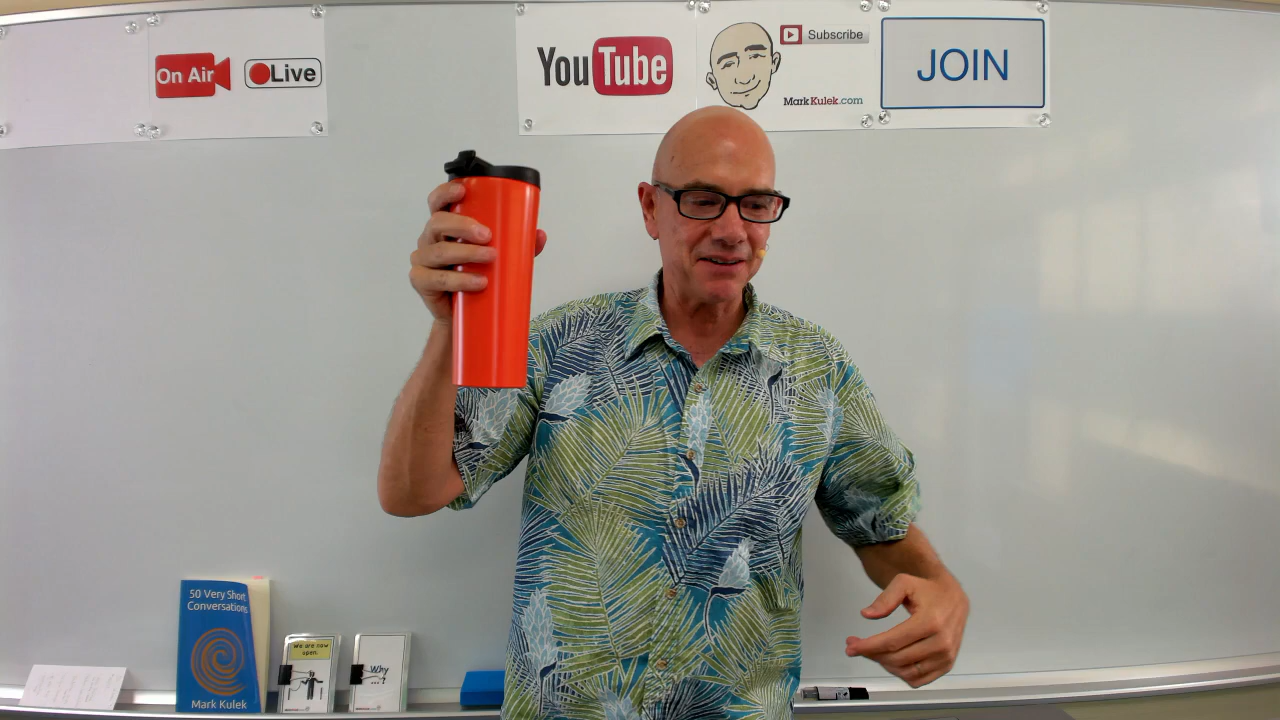 On Air
Live
YouTube
Subscribe
MarkKulek.com
JOIN
50 Very Short
Conversations
Mark Kulek
We are now
open.
Why
...?